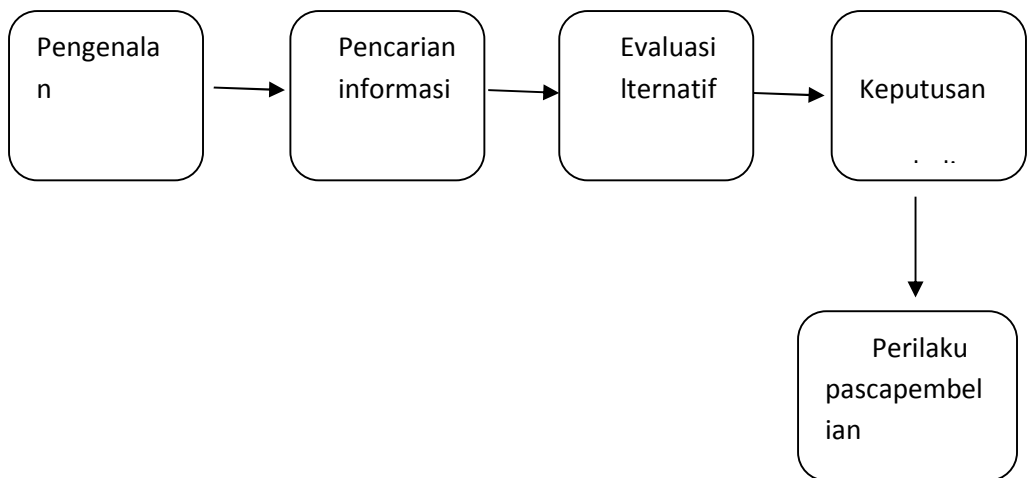 Pengenala
n
Pencarian
informasi
Evaluasi
lternatif
Keputusan
Perilaku
pascapembel
ian